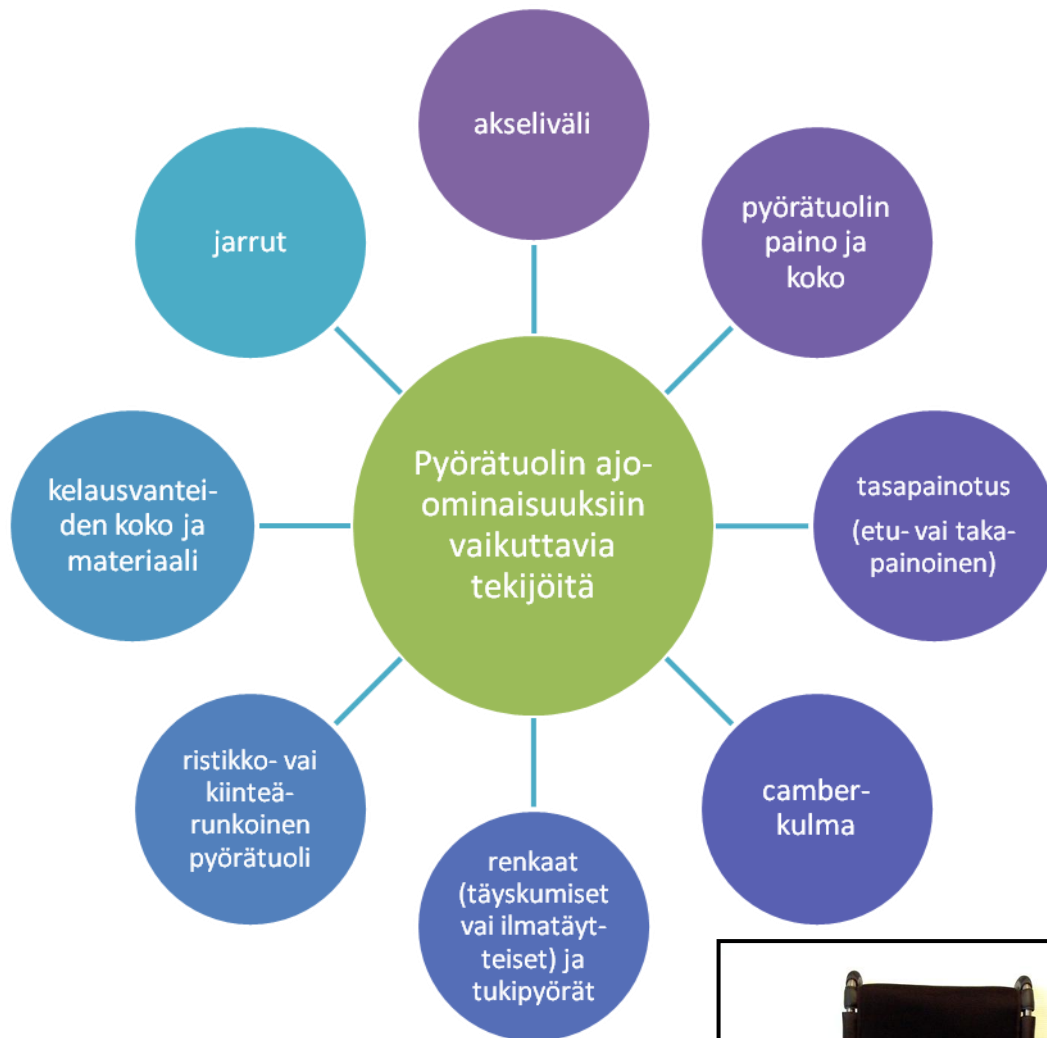 akseliväli
pyörätuolin
paino ja
koko
tasapainotus
(etu- vai taka-
painoinen)
camber-
kulma
renkaat
(täyskumiset
vai ilmatäyt-
teiset) ja
tukipyörät
ristikko- vai
kiinteä-
runkoinen
pyörätuoli
kelausvantei-
den koko ja
materiaali
jarrut
Pyörätuolin ajo-
ominaisuuksiin
vaikuttavia
tekijöitä